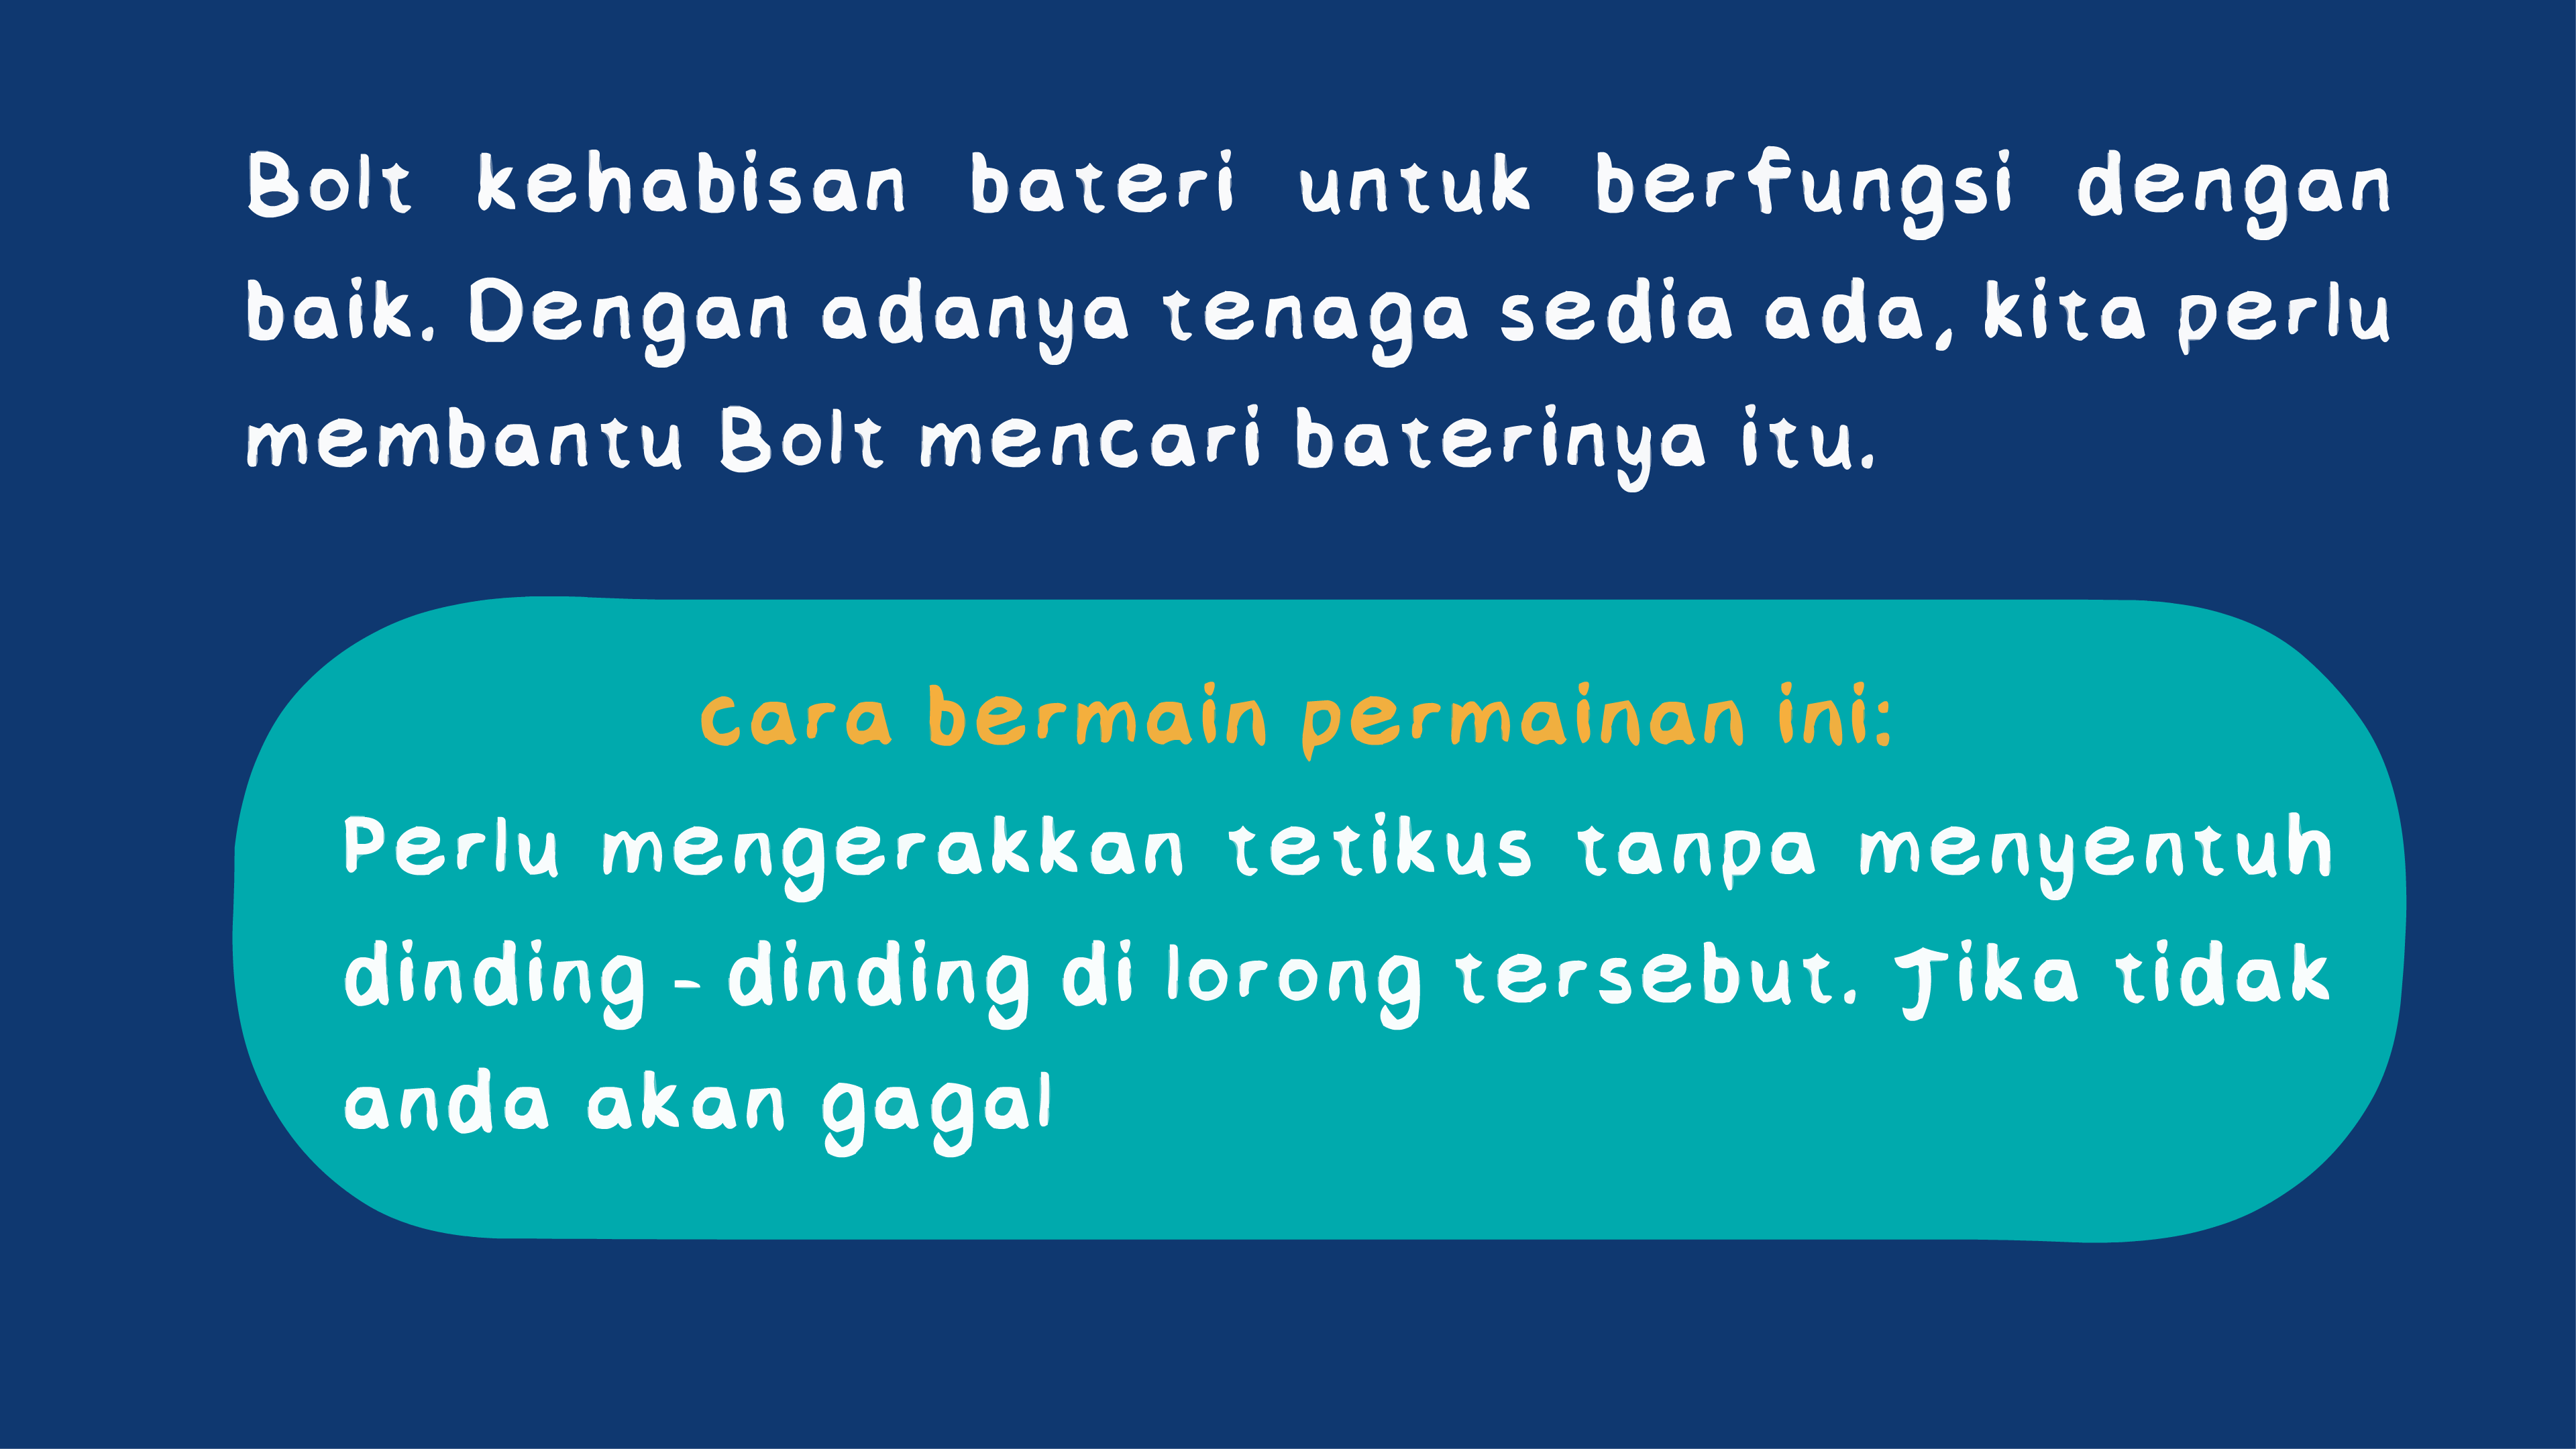 Bolt kehabisan bateri untuk berfungsi dengan
baik. Dengan adanya tenaga sedia ada, kita perlu
membantu Bolt mencari baterinya itu.
cara bermain permainan ini:
Perlu mengerakkan tetikus tanpa menyentuh
dinding - dinding di lorong tersebut. Jika tidak
anda akan gagal